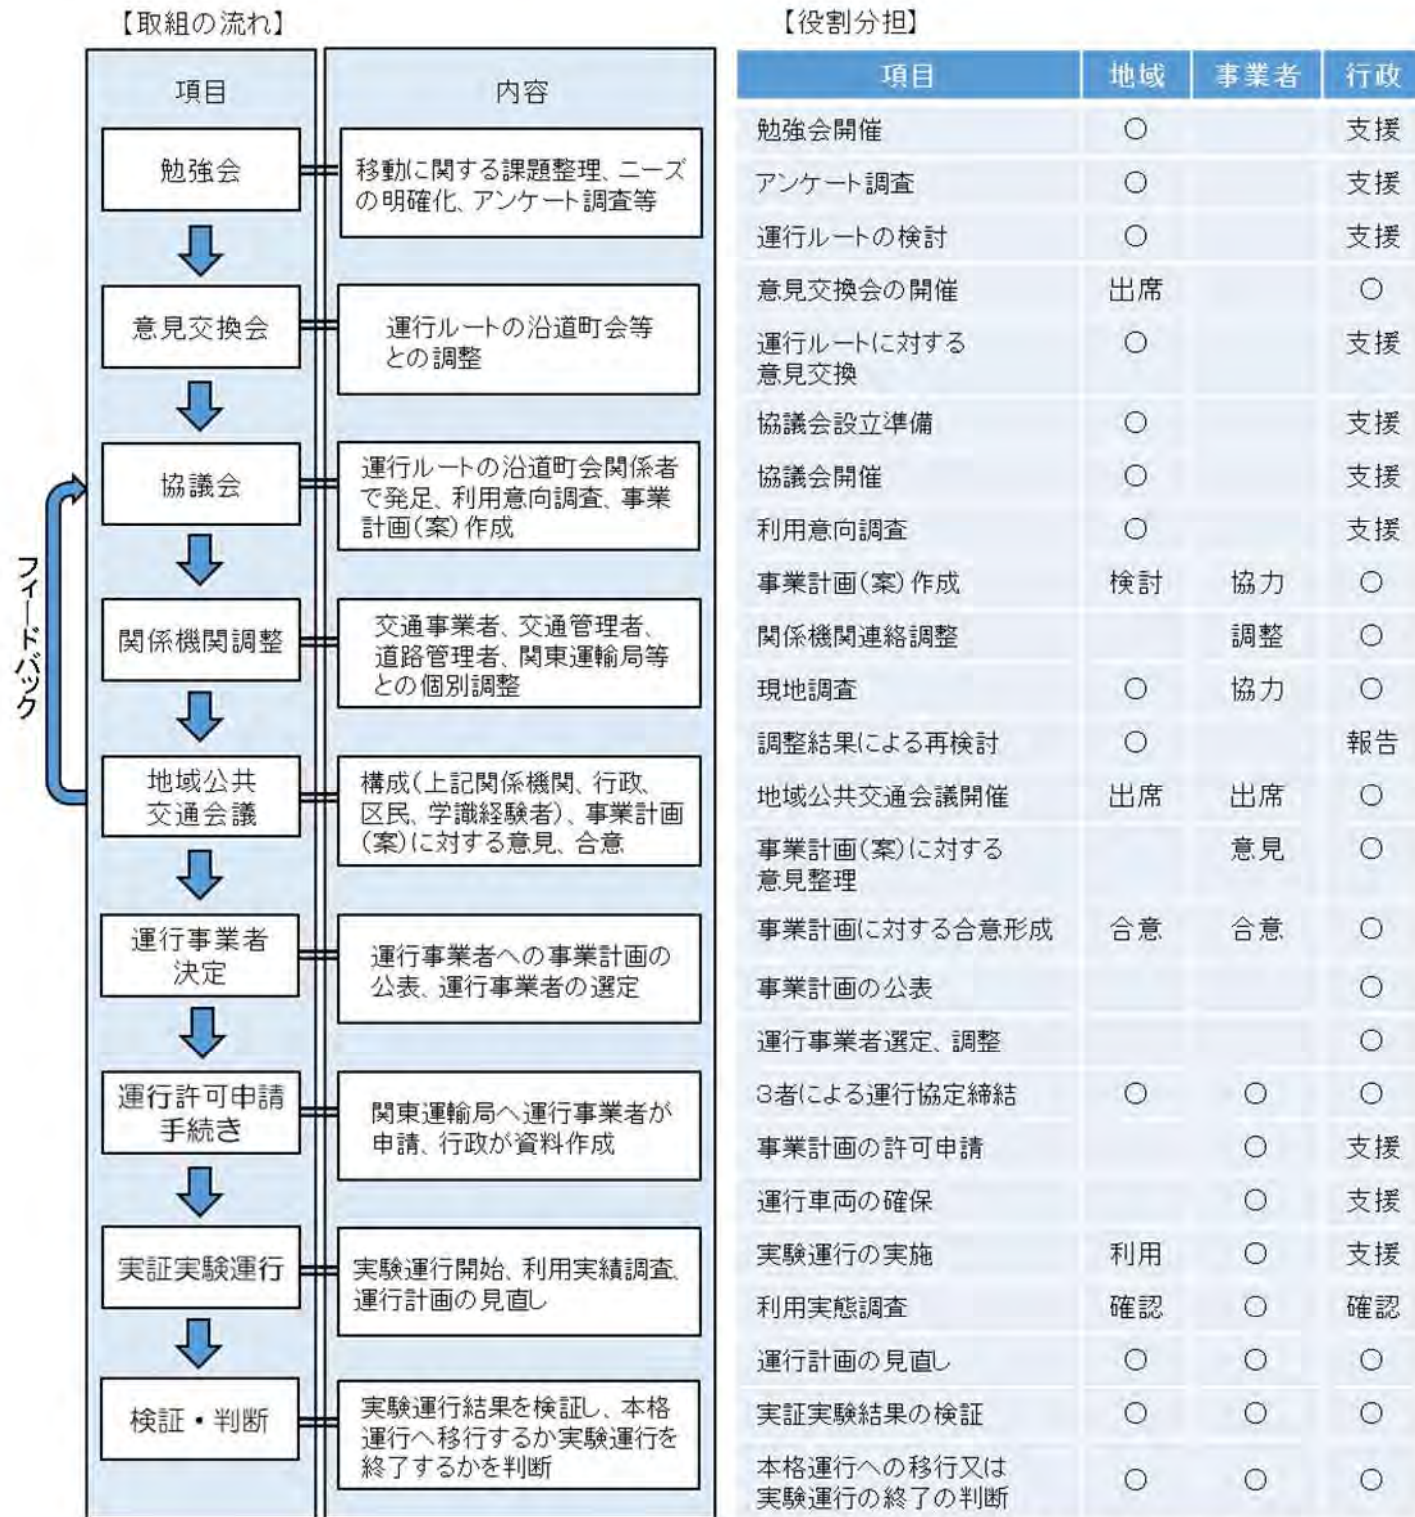 【取組の流れ】
項目
内容
勉強会
移動に関する課題整理、ニーズ
の明確化、アンケート調査等
意見交換会
運行ルートの沿道町会等
との調整
協議会
運行ルートの沿道町会関係者
で発足、利用意向調査、事業
計画(案)作成
関係機関調整
交通事業者、交通管理者、
道路管理者、関東運輸局等
との個別調整
地域公共
交通会議
構成(上記関係機関、行政、
区民、学識経験者)、事業計画
(案)に対する意見、合意
運行事業者
決定
運行事業者への事業計画の
公表、運行事業者の選定
運行許可申請
手続き
関東運輸局へ運行事業者が
申請、行政が資料作成
実証実験運行
実験運行開始、利用実績調査、
運行計画の見直し
検証・判断
実験運行結果を検証し、本格
運行へ移行するか実験運行を
終了するかを判断
フィードバック
【役割分担】
項目 地域 事業者 行政
勉強会開催 ○ 支援
アンケート調査 ○ 支援
運行ルートの検討 ○ 支援
意見交換会の開催 出席 ○
運行ルートに対する ○ 支援
意見交換
協議会設立準備 ○ 支援
協議会開催 ○ 支援
利用意向調査 ○ 支援
事業計画(案)作成 検討 協力 ○
関係機関連絡調整 調整 ○
現地調査 ○ 協力 ○
調整結果による再検討 ○ 報告
地域公共交通会議開催 出席 出席 ○
事業計画(案)に対する 意見 ○
意見整理
事業計画に対する合意形成 合意 合意 ○
事業計画の公表 ○
運行事業者選定、調整 ○
3者による運行協定締結 ○ ○ ○
事業計画の許可申請 ○ 支援
運行車両の確保 ○ 支援
実験運行の実施 利用 ○ 支援
利用実態調査 確認 ○ 確認
運行計画の見直し ○ ○ ○
実証実験結果の検証 ○ ○ ○
本格運行への移行又は ○ ○ ○
実験運行の終了の判断